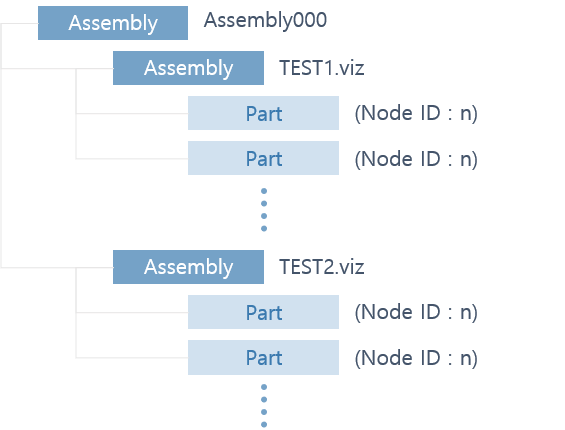 Assembly Assembly000
Assembly TEST1.viz
Part (Node ID : n)
Part (Node ID : n)
Assembly TEST2.viz
Part (Node ID : n)
Part (Node ID : n)